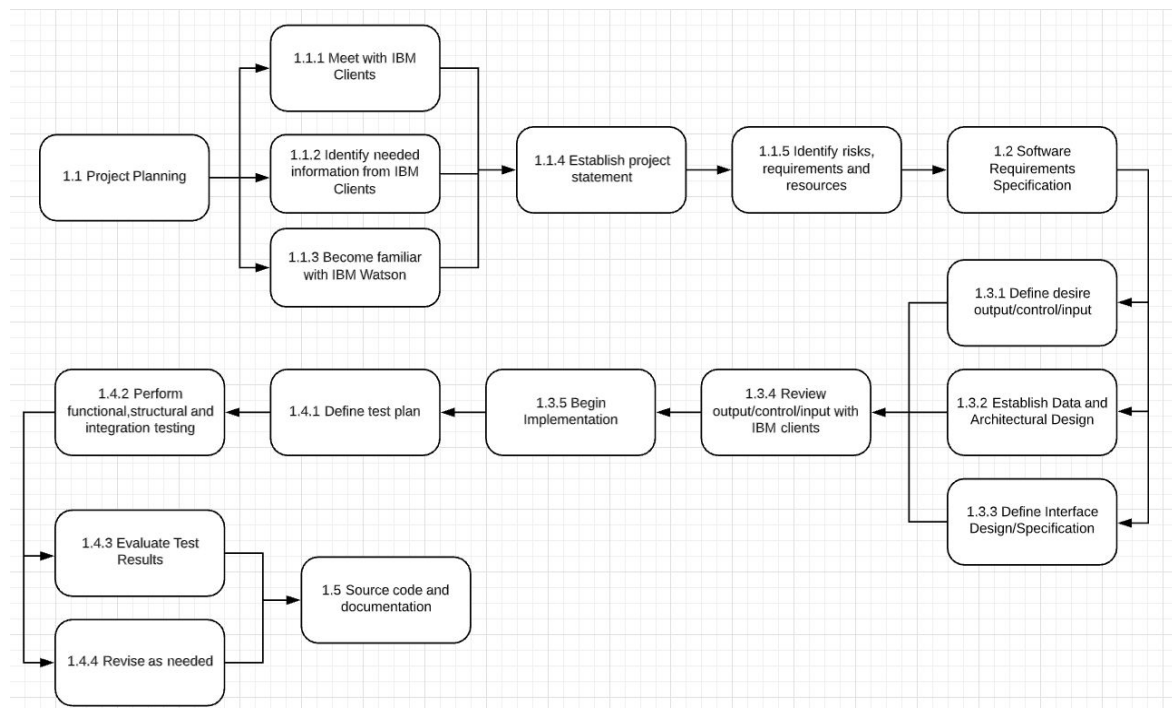 1.1 Project Planning
1.1.1 Meet with IBM
Clients
1.1.2 Identify needed
information from IBM
Clients
1.1.3 Become familiar
with IBM Watson
1.1.4 Establish project
statement
1.1.5 Identify risks,
requirements and
resources
1.2 Software
Requirements
Specification
1.3.1 Define desire
output/control/input
1.3.2 Establish Data and
Architectural Design
1.3.3 Define Interface
Design/Specification
1.3.4 Review
output/control/input with
IBM clients
1.3.5 Begin
Implementation
1.4.1 Define test plan
1.4.2 Perform
functional,structural and
integration testing
1.4.3 Evaluate Test
Results
1.4.4 Revise as needed
1.5 Source code and
documentation